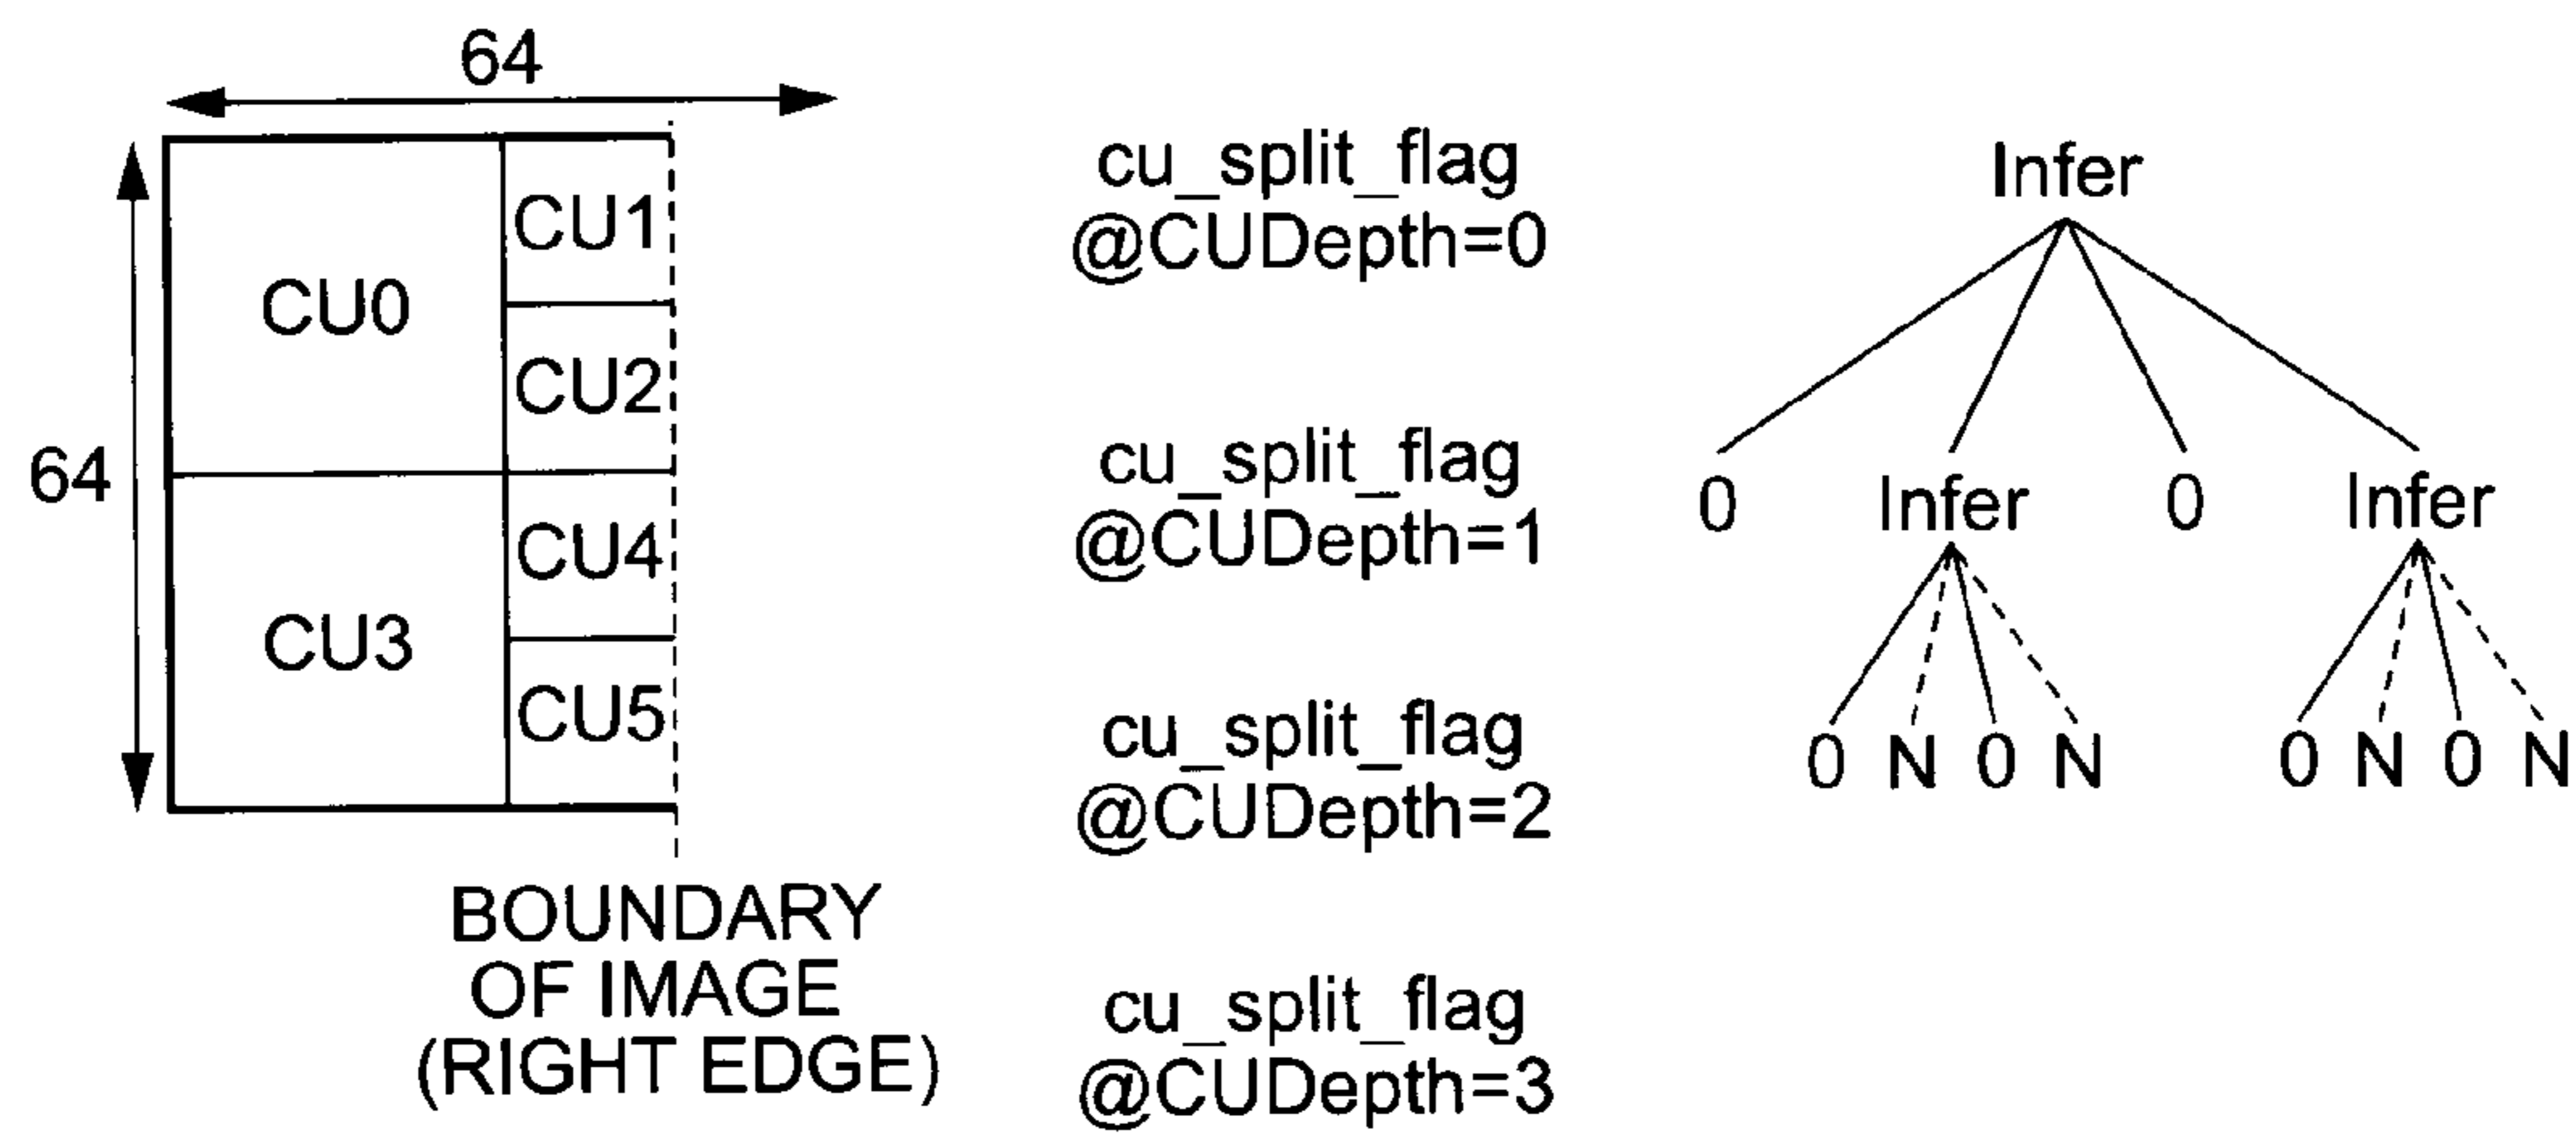 64
64
CU0
CU1
CU2
CU3
CU4
CU5
BOUNDARY
OF IMAGE
(RIGHT EDGE)
cu_split_flag
@CUDepth=0
cu_split_flag
@CUDepth=1
cu_split_flag
@CUDepth=2
cu_split_flag
@CUDepth=3
Infer
0 Infer 0 Infer
0 N 0 N 0 N 0 N